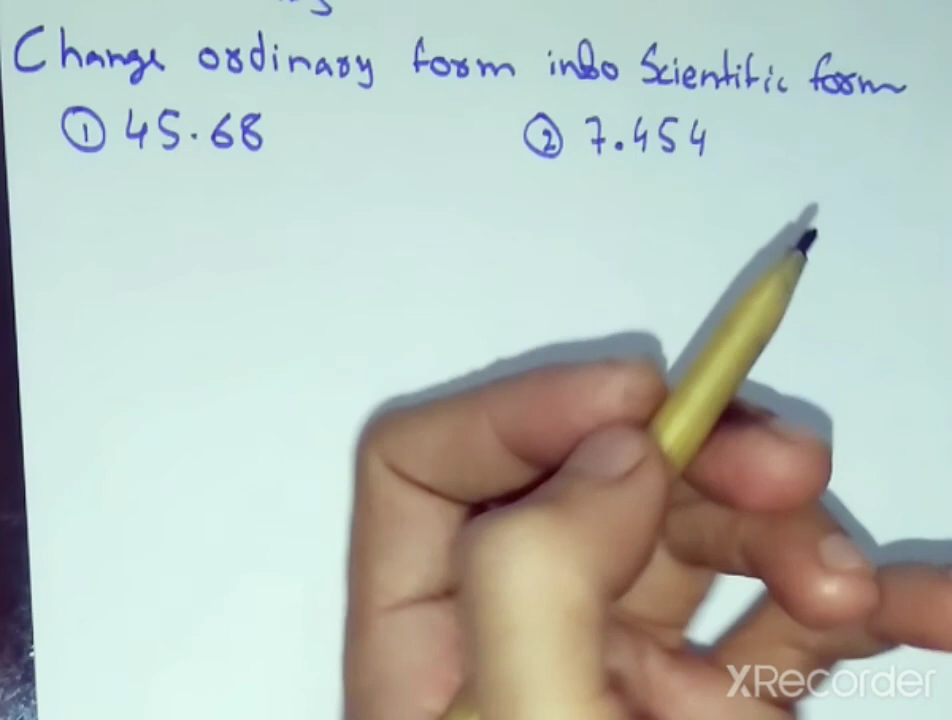 Change ordinary form into Scientific form
① 45.68 ② 7.454
XRecorder